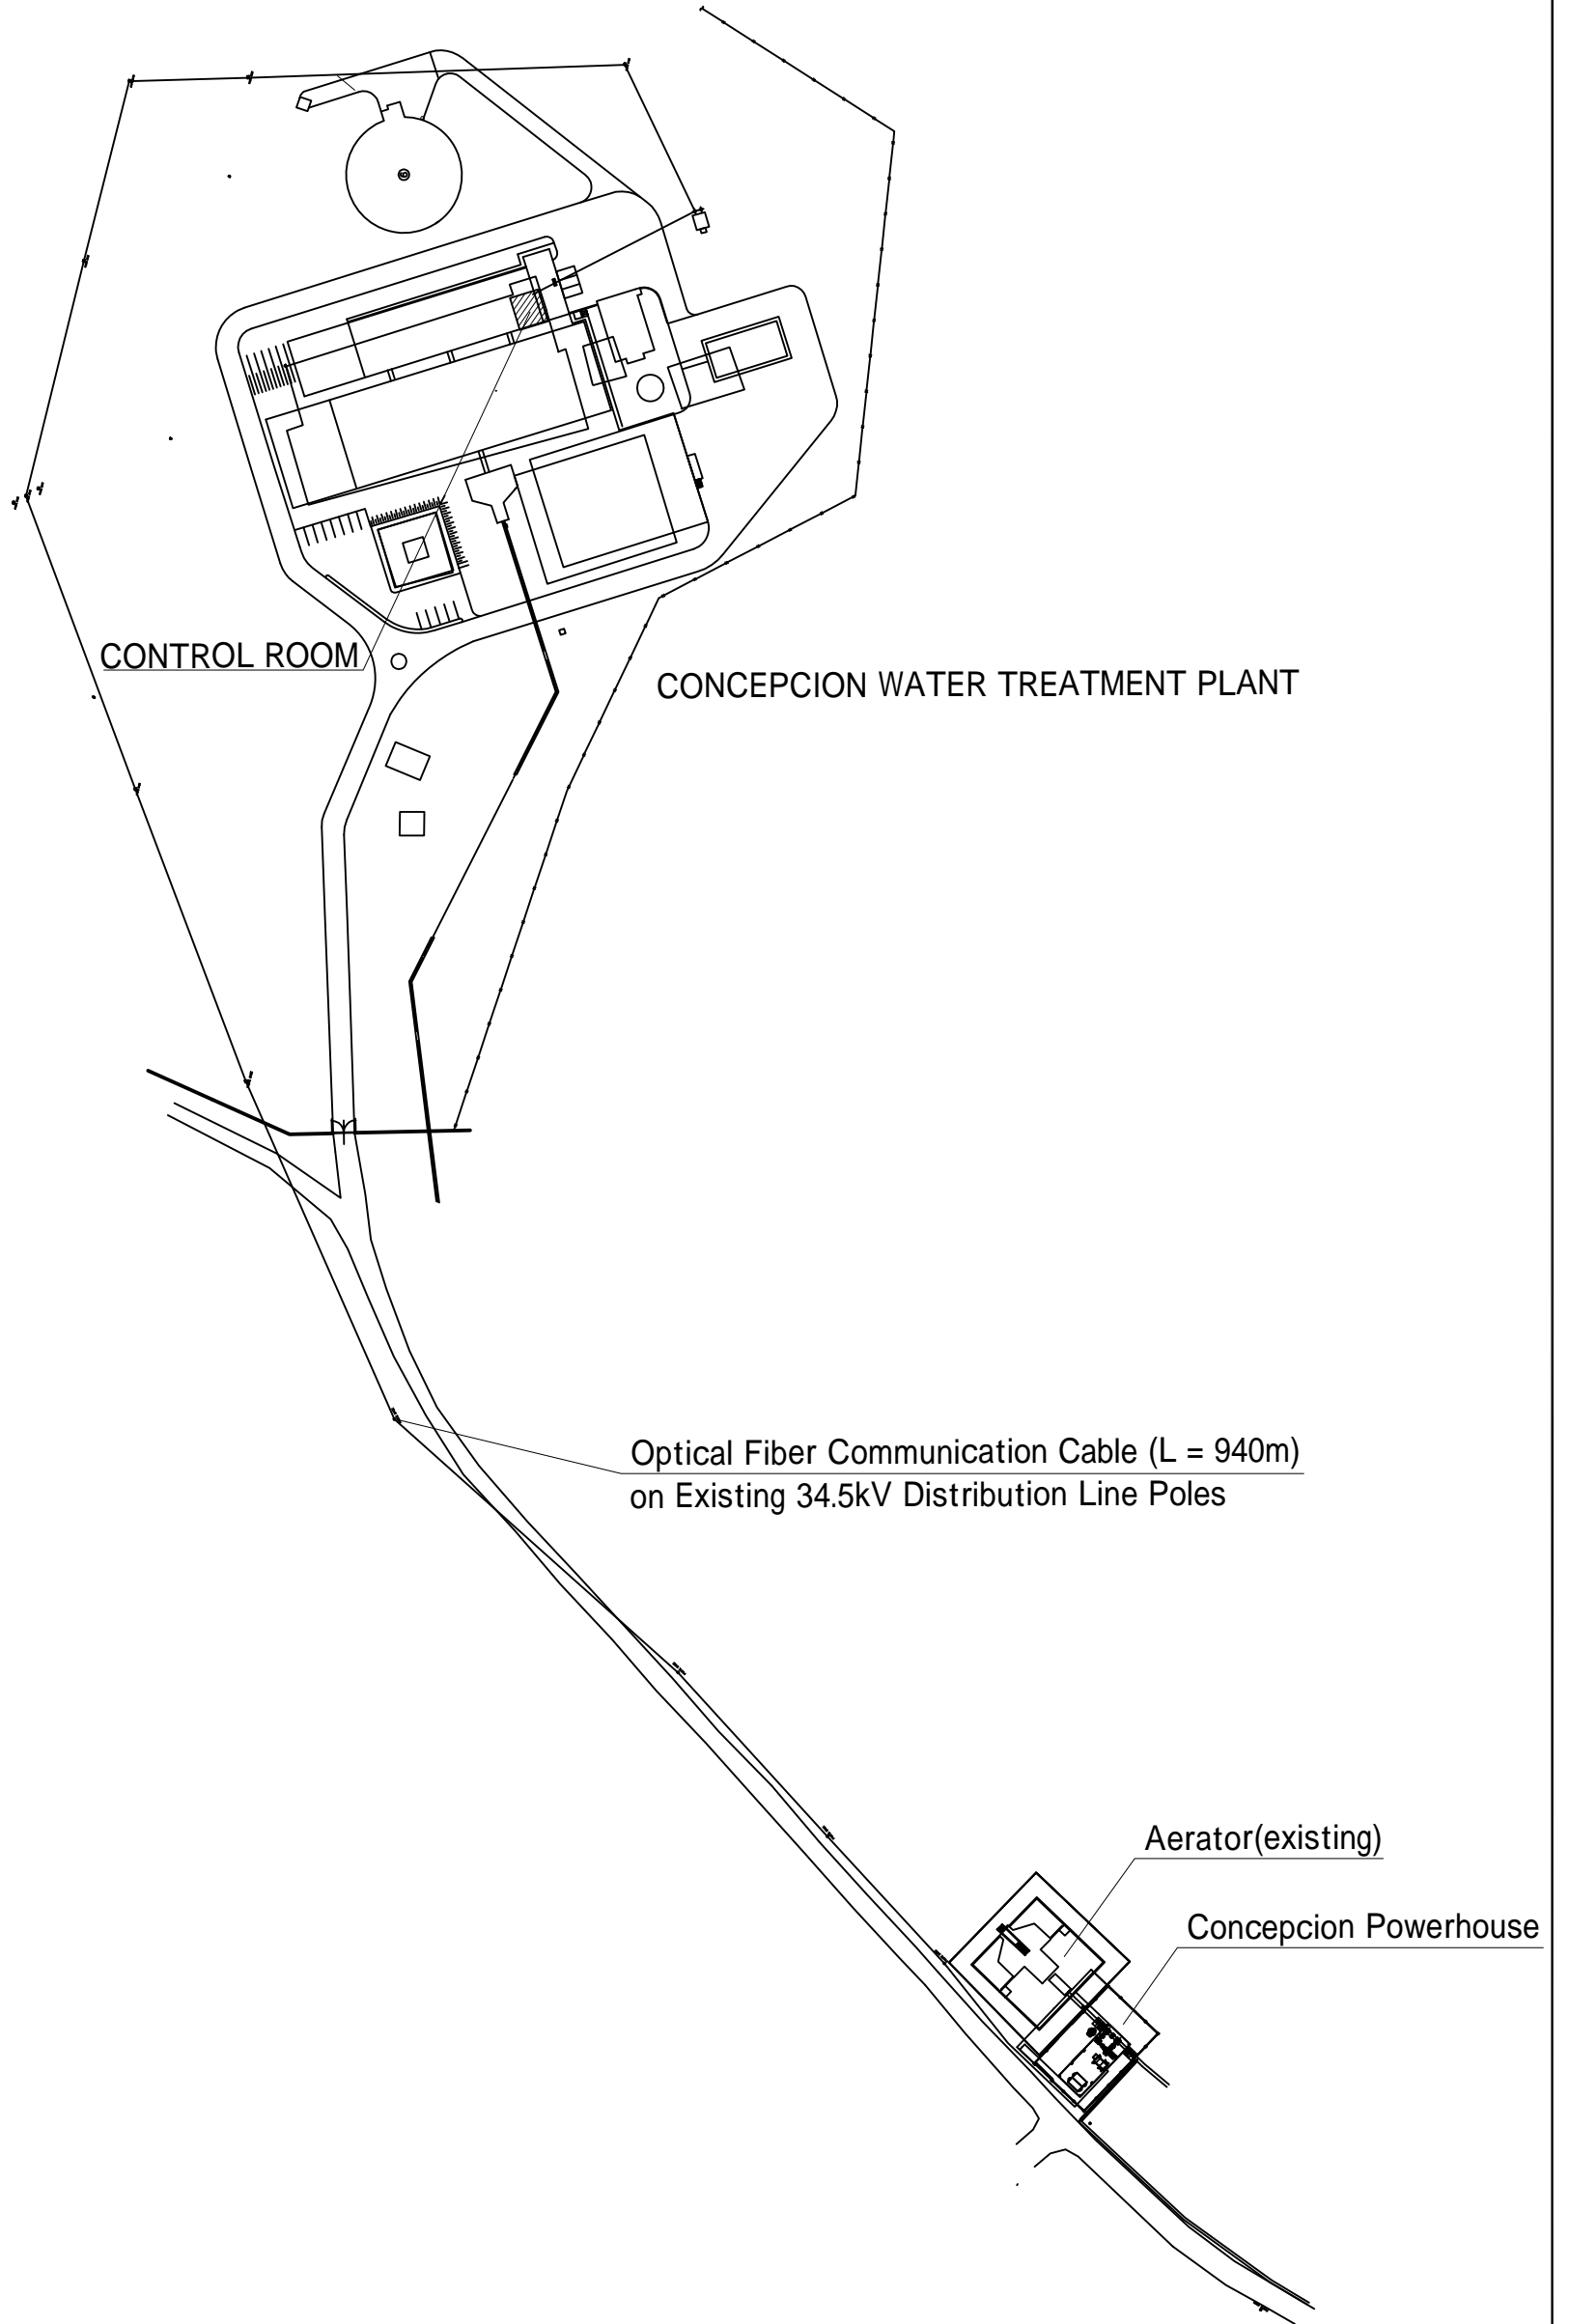 CONTROL ROOM
CONCEPCION WATER TREATMENT PLANT
Optical Fiber Communication Cable (L = 940m)
on Existing 34.5kV Distribution Line Poles
Aerator(existing)
Concepcion Powerhouse